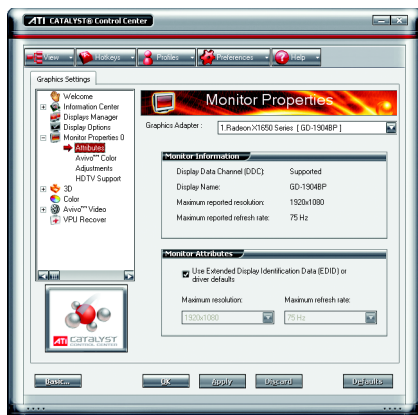 ATI CATALYST® Control Center
View
Hotkeys
Profiles
Preferences
Help
Graphics Settings
Welcome
Information Center
Displays Manager
Display Options
Monitor Properties 0
Attributes
Avivo™ Color
Adjustments
HDTV Support
3D
Color
Avivo™ Video
VPU Recover
ATI CATALYST
CONTROL CENTER
Monitor Properties
Graphics Adapter :
1.Radeon X1650 Series [ GD-1904BP ]
Monitor Information
Display Data Channel (DDC): Supported
Display Name: GD-1904BP
Maximum reported resolution: 1920x1080
Maximum reported refresh rate: 75 Hz
Monitor Attributes
Use Extended Display Identification Data (EDID) or
driver defaults
Maximum resolution: Maximum refresh rate:
1920x1080 75 Hz
Basic... OK Apply Discard Defaults